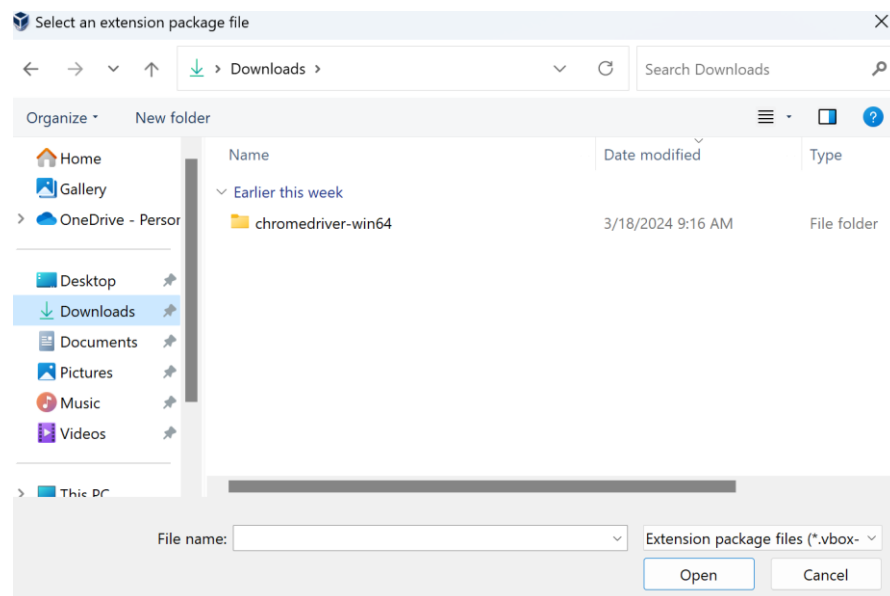 Select an extension package file
Downloads
Search Downloads
Organize New folder
Home
Gallery
OneDrive - Persor
Desktop
Downloads
Documents
Pictures
Music
Videos
This PC
Name Date modified Type
Earlier this week
chromedriver-win64 3/18/2024 9:16 AM File folder
File name: Extension package files (*.vbox-
Open Cancel